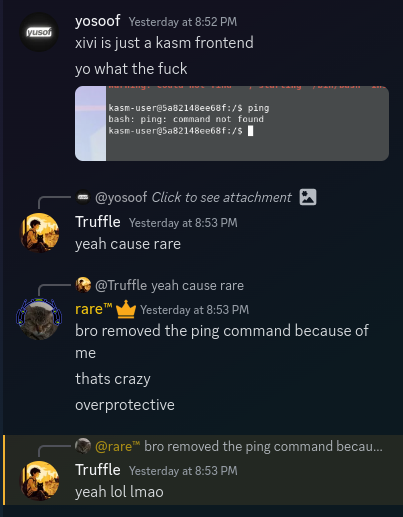 yusof
yosoof Yesterday at 8:52 PM
xivi is just a kasm frontend
yo what the fuck
kasm-user@5a82148ee68f:/$ ping
bash: ping: command not found
kasm-user@5a82148ee68f:/$
@yosoof Click to see attachment
Truffle Yesterday at 8:53 PM
yeah cause rare
@Truffle yeah cause rare
rare™ Yesterday at 8:53 PM
bro removed the ping command because of
me
thats crazy
overprotective
@rare™ bro removed the ping command becau...
Truffle Yesterday at 8:53 PM
yeah lol lmao